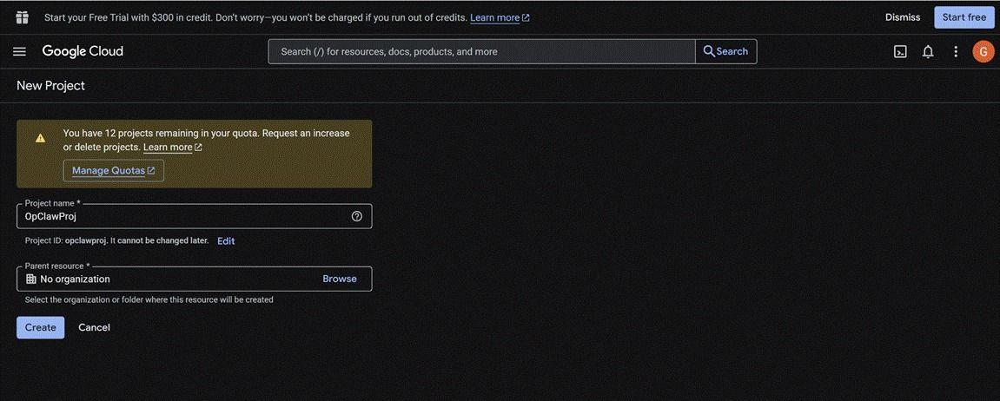 Start your Free Trial with $300 in credit. Don't worry—you won't be charged if you run out of credits. Learn more
Dismiss
Start free
Google Cloud
Search (/) for resources, docs, products, and more
Search
G
New Project
You have 12 projects remaining in your quota. Request an increase
or delete projects. Learn more
Manage Quotas
Project name *
OpClawProj
Project ID: opclawproj. It cannot be changed later. Edit
Parent resource *
No organization
Browse
Select the organization or folder where this resource will be created
Create
Cancel